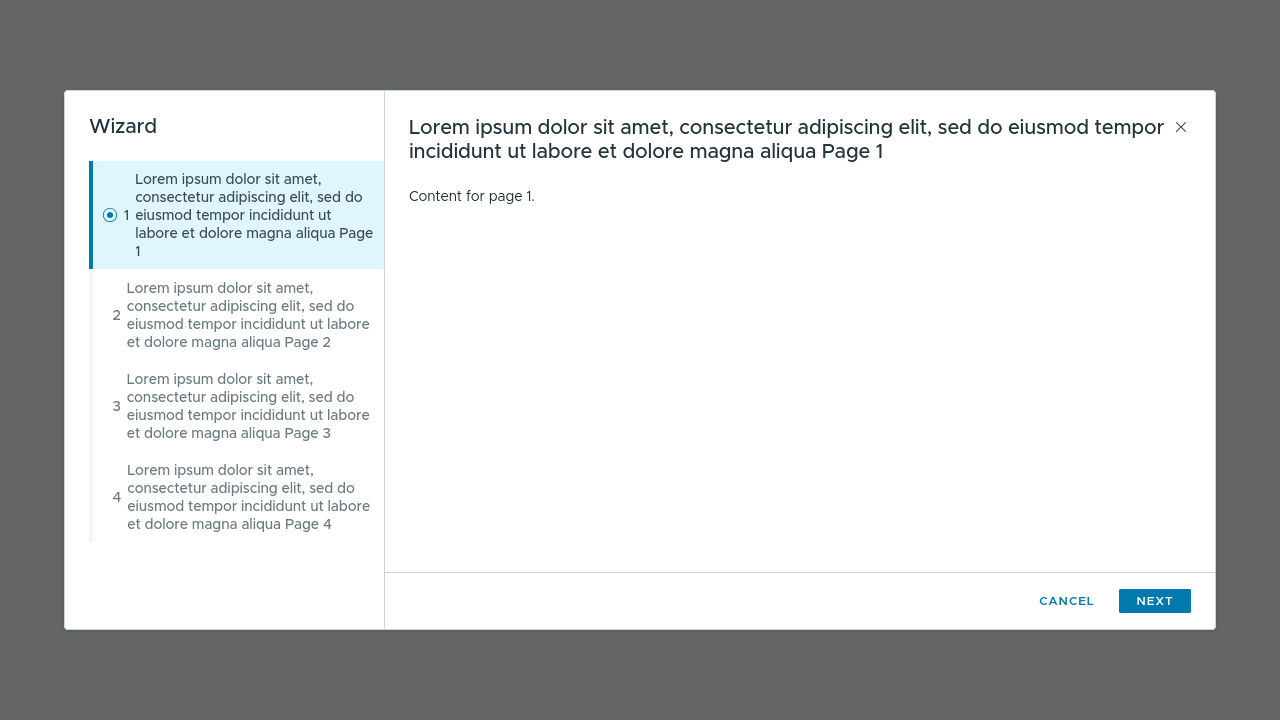 Wizard
1
Lorem ipsum dolor sit amet,
consectetur adipiscing elit, sed do
eiusmod tempor incididunt ut
labore et dolore magna aliqua Page
1
2
Lorem ipsum dolor sit amet,
consectetur adipiscing elit, sed do
eiusmod tempor incididunt ut labore
et dolore magna aliqua Page 2
3
Lorem ipsum dolor sit amet,
consectetur adipiscing elit, sed do
eiusmod tempor incididunt ut labore
et dolore magna aliqua Page 3
4
Lorem ipsum dolor sit amet,
consectetur adipiscing elit, sed do
eiusmod tempor incididunt ut labore
et dolore magna aliqua Page 4
Lorem ipsum dolor sit amet, consectetur adipiscing elit, sed do eiusmod tempor
incididunt ut labore et dolore magna aliqua Page 1
Content for page 1.
CANCEL
NEXT